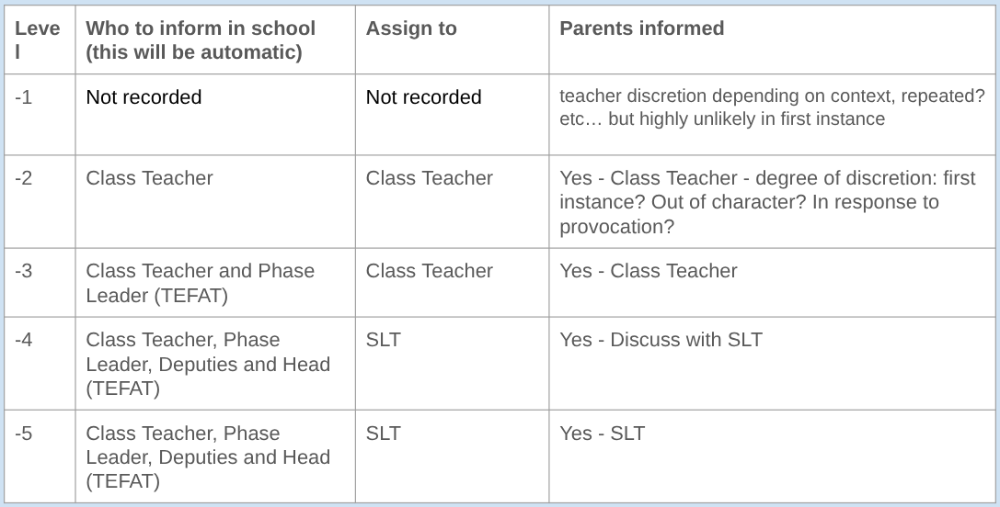 Leve
l
Who to inform in school
(this will be automatic)
Assign to
Parents informed
-1
Not recorded
Not recorded
teacher discretion depending on context, repeated?
etc… but highly unlikely in first instance
-2
Class Teacher
Class Teacher
Yes - Class Teacher - degree of discretion: first
instance? Out of character? In response to
provocation?
-3
Class Teacher and Phase
Leader (TEFAT)
Class Teacher
Yes - Class Teacher
-4
Class Teacher, Phase
Leader, Deputies and Head
(TEFAT)
SLT
Yes - Discuss with SLT
-5
Class Teacher, Phase
Leader, Deputies and Head
(TEFAT)
SLT
Yes - SLT